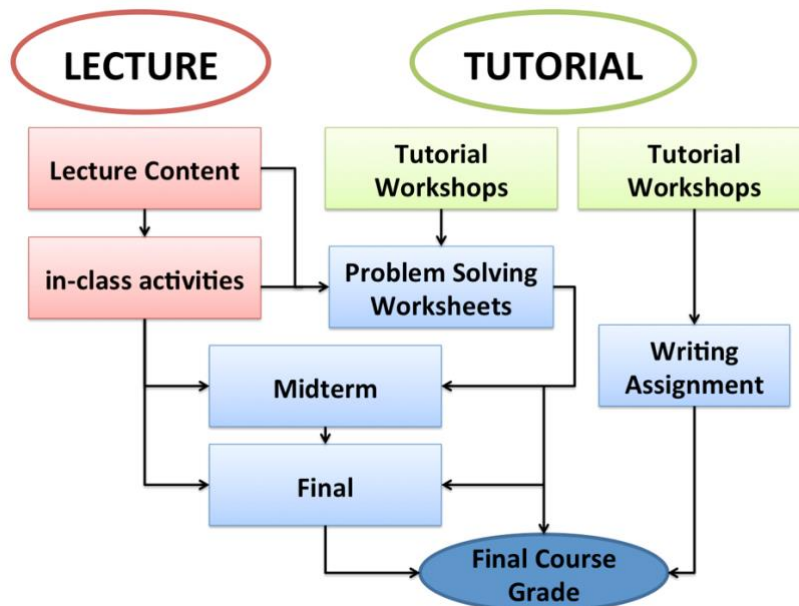 LECTURE
TUTORIAL
Lecture Content
Tutorial
Workshops
Tutorial
Workshops
in-class activities
Problem Solving
Worksheets
Writing
Assignment
Midterm
Final
Final Course
Grade